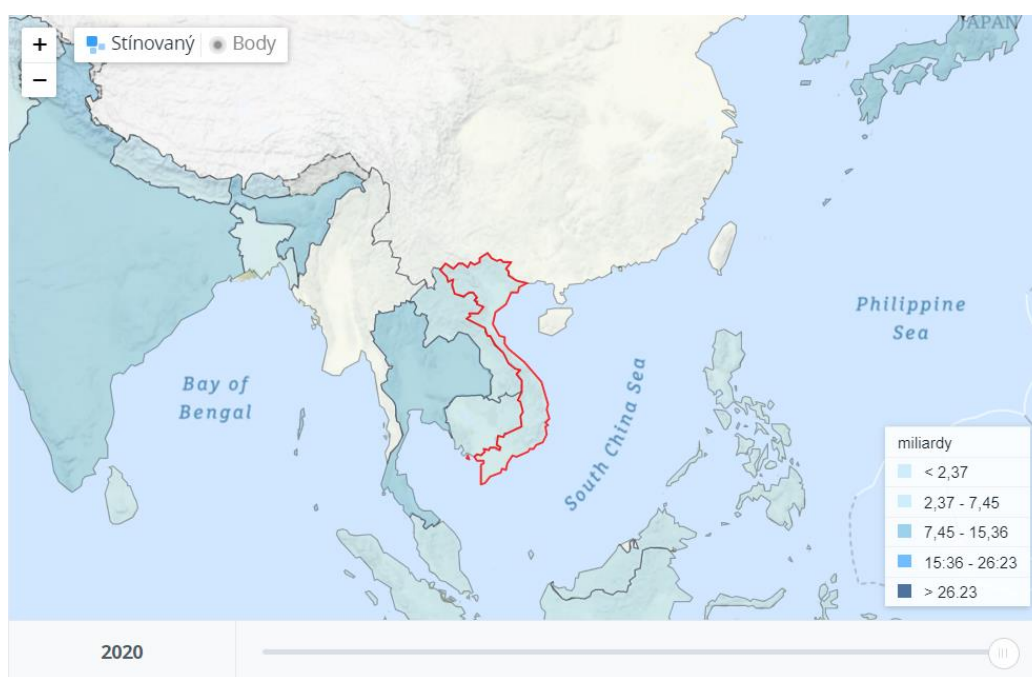 JAPAN
+
Stínovaný
Body
−
Philippine
Sea
Bay of
Bengal
South China Sea
miliardy
< 2,37
2,37 - 7,45
7,45 - 15,36
15:36 - 26:23
> 26.23
2020